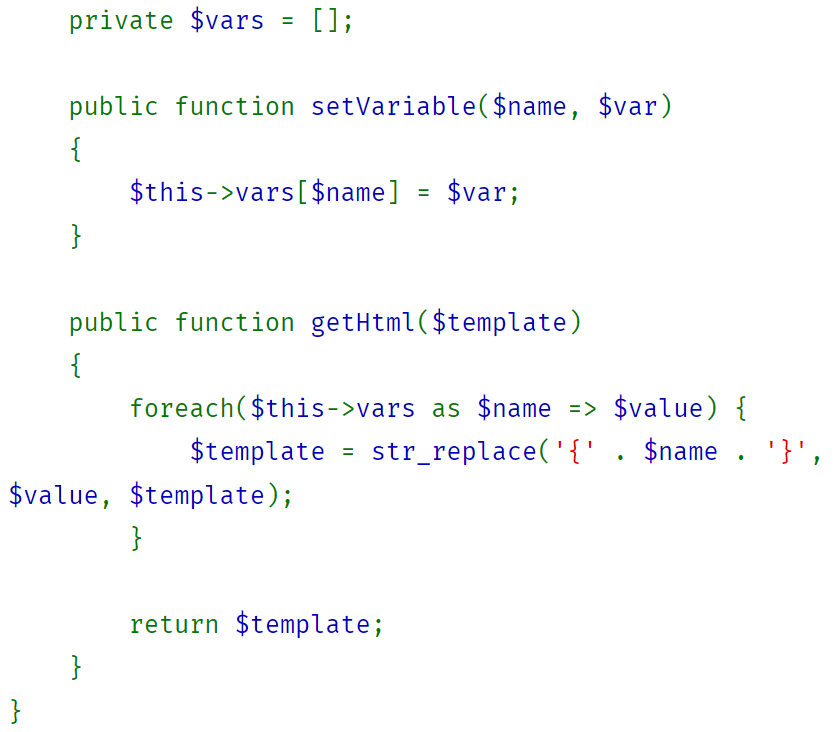 private $vars = [];

    public function setVariable($name, $var)
    {
        $this->vars[$name] = $var;
    }

    public function getHtml($template)
    {
        foreach($this->vars as $name => $value) {
            $template = str_replace('{' . $name . '}',
$value, $template);
        }

        return $template;
    }
}